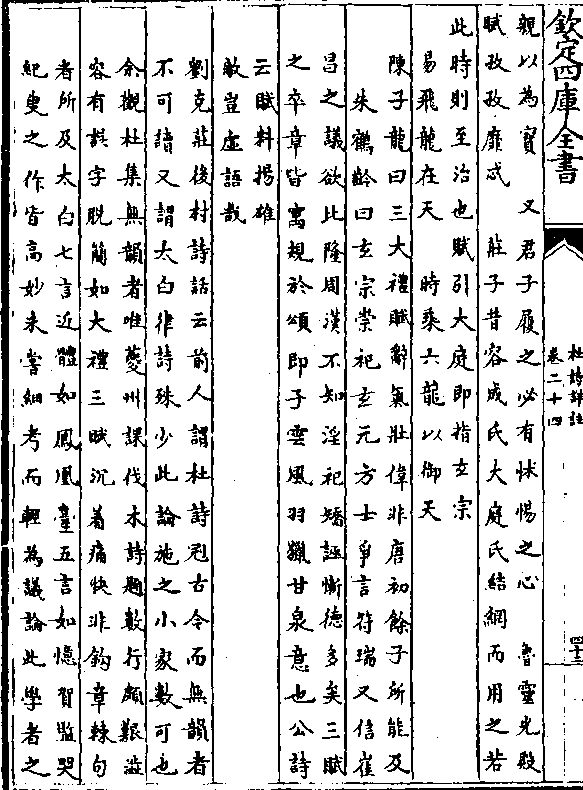 欽定四庫全書
杜詩詳註
卷二十四
四十三
親以為寳　又君子履之必有怵惕之心　魯靈光殿
賦孜孜靡忒　莊子昔容成氏大庭氏結網而用之若
此時則至治也賦引大庭即指玄宗
易飛龍在天　時乗六龍以御天
陳子龍曰三大禮賦辭氣壯偉非唐初餘子所能及
朱鶴齡曰玄宗崇祀玄元方士爭言符瑞又信崔
昌之議欲比隆周漢不知淫祀矯誣慚德多矣三賦
之卒章皆寓規於頌即子雲風羽獵甘泉意也公詩
云賦料揚雄
敵豈虛語哉
劉克莊後村詩話云前人謂杜詩冠古今而無韻者
不可讀又謂太白律詩殊少此論施之小家數可也
余觀杜集無韻者唯夔州課伐木詩題數行頗艱澁
容有誤字脫簡如大禮三賦沉着痛快非鈎章棘句
者所及太白七言近體如鳳凰臺五言如憶賀監哭
紀叟之作皆高妙未嘗細考而輕為議論此學者之